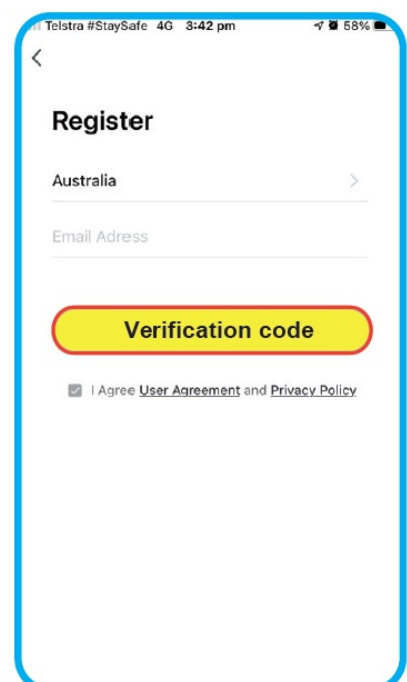 Telstra #StaySafe 4G 3:42 pm 58%
Register
Australia
Email Adress
Verification code
I Agree User Agreement and Privacy Policy